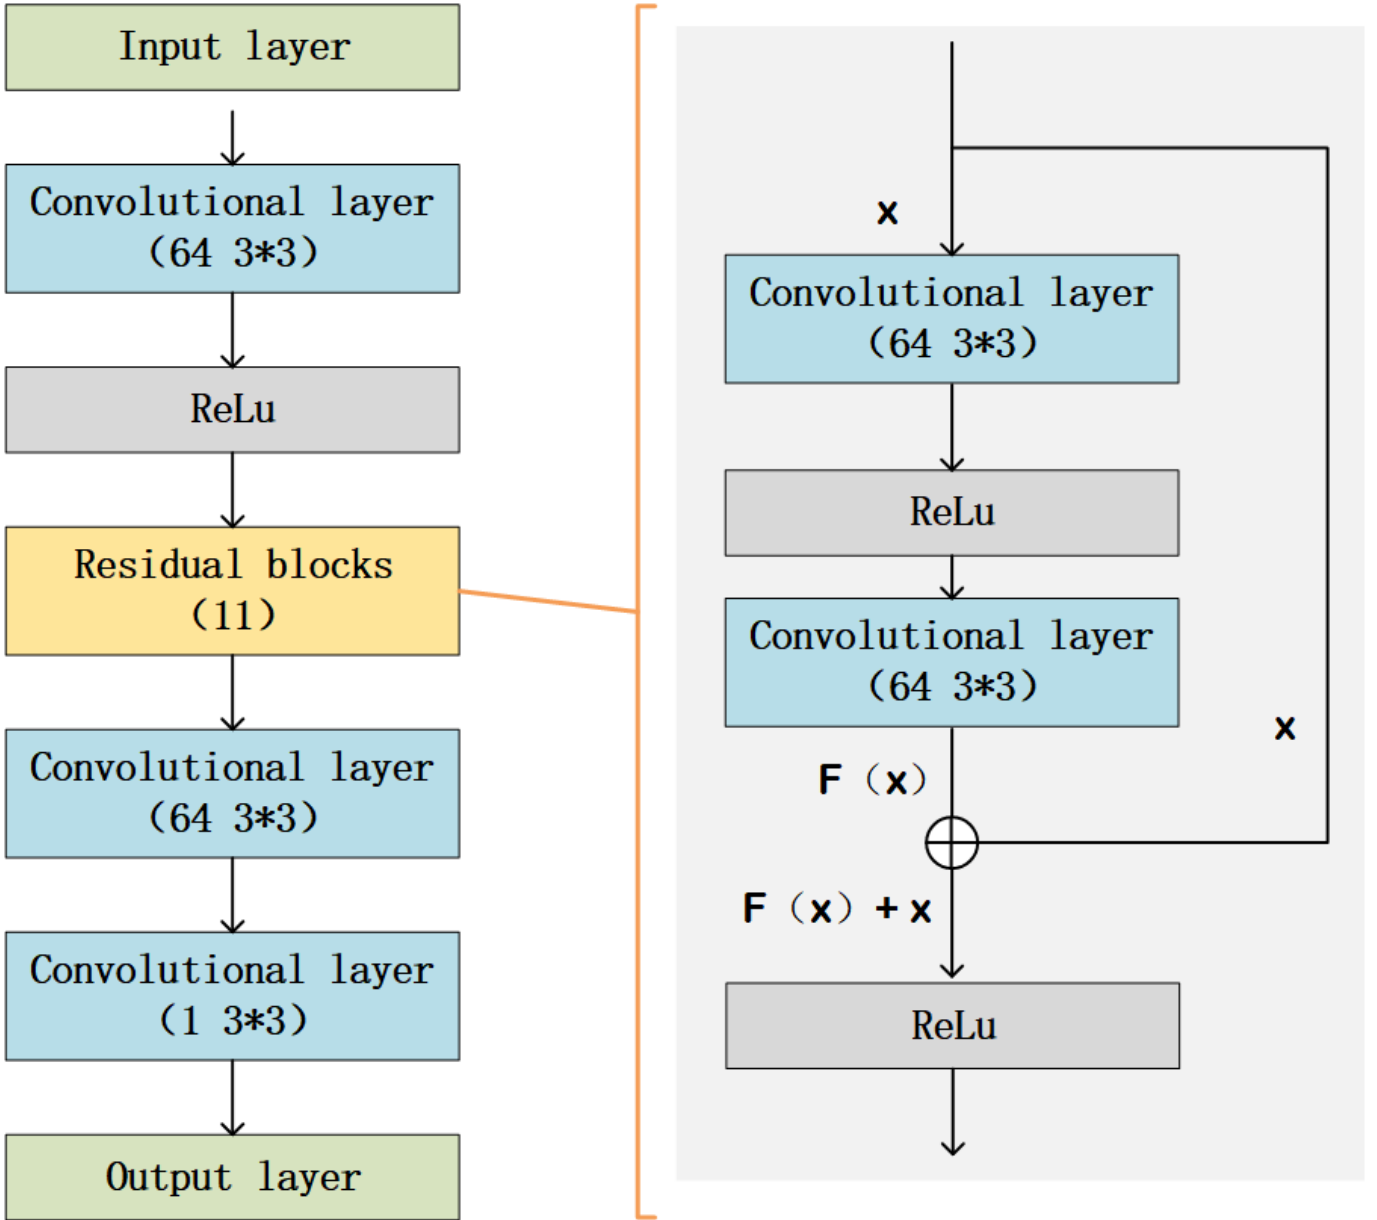 Input layer
Convolutional layer
(64 3*3)
ReLu
Residual blocks
(11)
Convolutional layer
(64 3*3)
Convolutional layer
(1 3*3)
Output layer
x
Convolutional layer
(64 3*3)
ReLu
Convolutional layer
(64 3*3)
x
F（x）
F（x）+x
ReLu